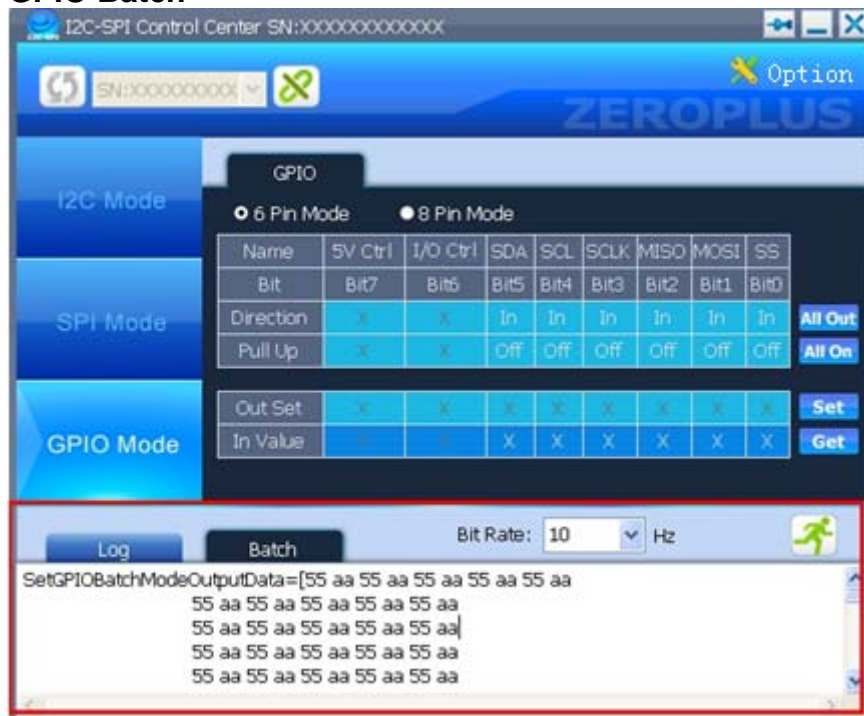 GPIO Batch
I2C-SPI Control Center SN:XXXXXXXXXXXX
SN:XXXXXXXXX
Option
ZEROPLUS
GPIO
I2C Mode
6 Pin Mode 8 Pin Mode
Name 5V Ctrl I/O Ctrl SDA SCL SCLK MISO MOSI SS
Bit Bit7 Bit6 Bit5 Bit4 Bit3 Bit2 Bit1 Bit0
SPI Mode
Direction X X In In In In In In All Out
Pull Up X X Off Off Off Off Off Off All On
Out Set X X X X X X X X Set
GPIO Mode
In Value X X X X X X X X Get
Log Batch Bit Rate: 10 Hz
SetGPIOBatchModeOutputData=[55 aa 55 aa 55 aa 55 aa 55 aa
55 aa 55 aa 55 aa 55 aa 55 aa
55 aa 55 aa 55 aa 55 aa 55 aa
55 aa 55 aa 55 aa 55 aa 55 aa
55 aa 55 aa 55 aa 55 aa 55 aa